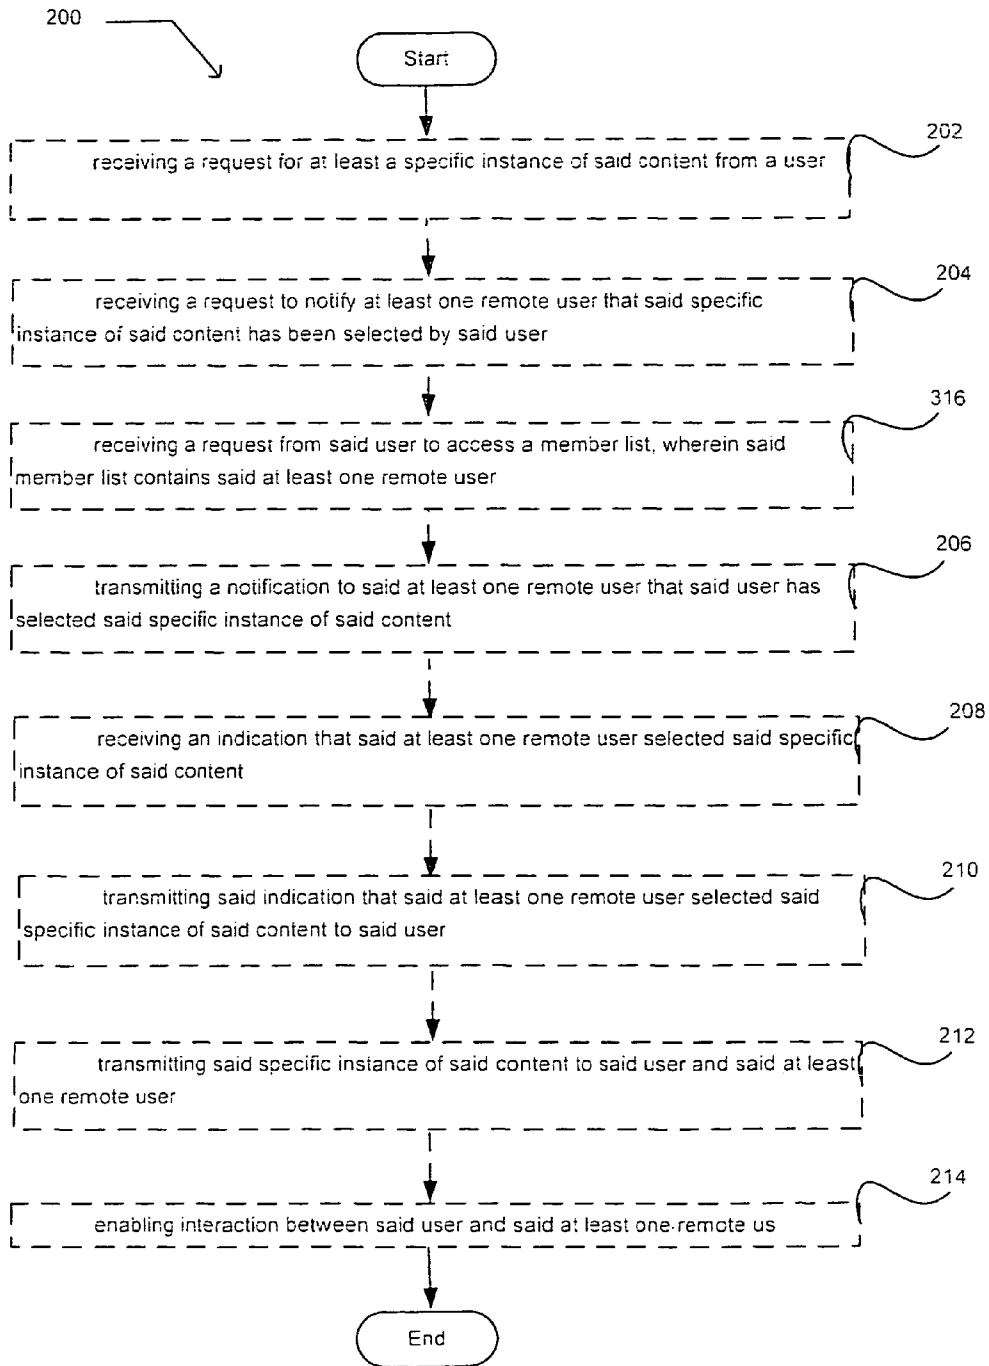 200
Start
202
receiving a request for at least a specific instance of said content from a user
204
receiving a request to notify at least one remote user that said specific
instance of said content has been selected by said user
316
receiving a request from said user to access a member list, wherein said
member list contains said at least one remote user
206
transmitting a notification to said at least one remote user that said user has
selected said specific instance of said content
208
receiving an indication that said at least one remote user selected said specific
instance of said content
210
transmitting said indication that said at least one remote user selected said
specific instance of said content to said user
212
transmitting said specific instance of said content to said user and said at least
one remote user
214
enabling interaction between said user and said at least one remote us
End